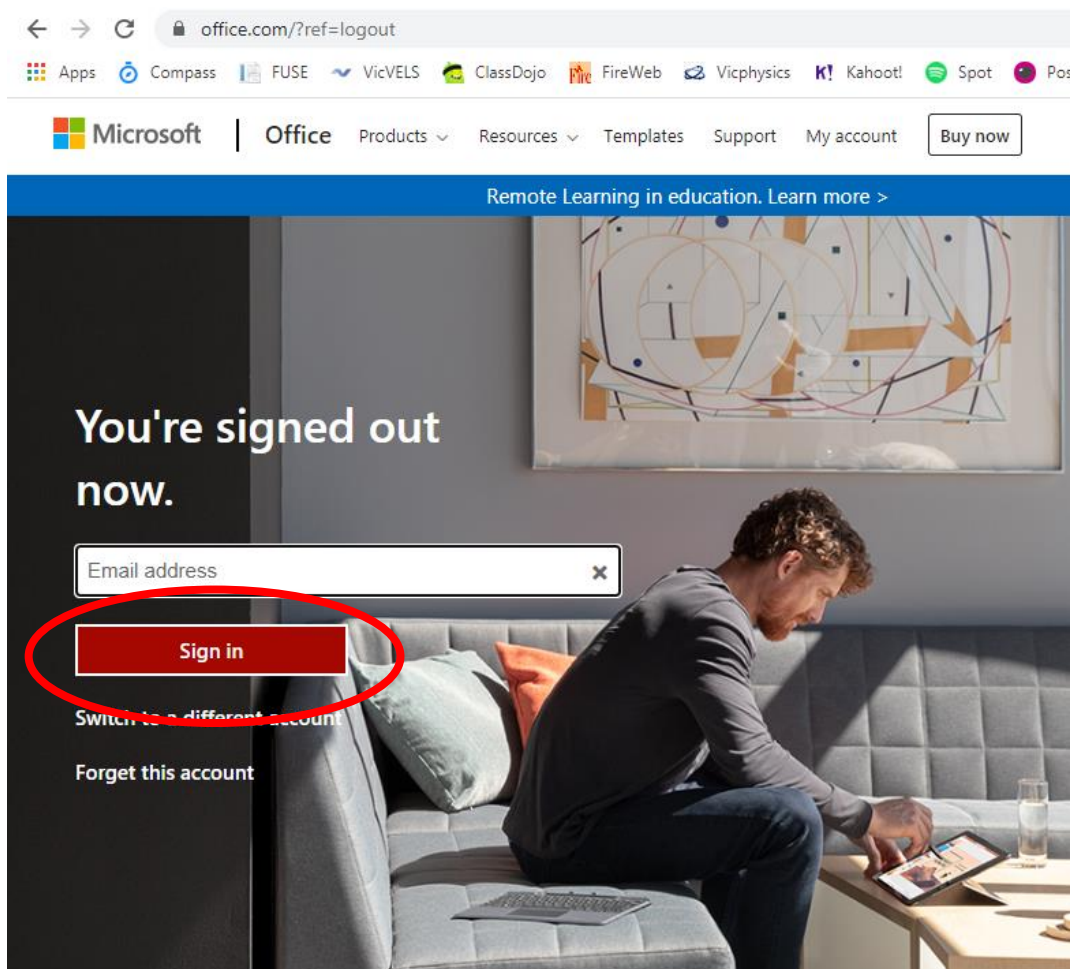 office.com/?ref=logout
Apps Compass FUSE VicVELS ClassDojo Fire FireWeb Vicphysics K! Kahoot! Spot Pos
Microsoft | Office Products Resources Templates Support My account Buy now
Remote Learning in education. Learn more >
You're signed out
now.
Email address
Sign in
Switch to a different account
Forget this account